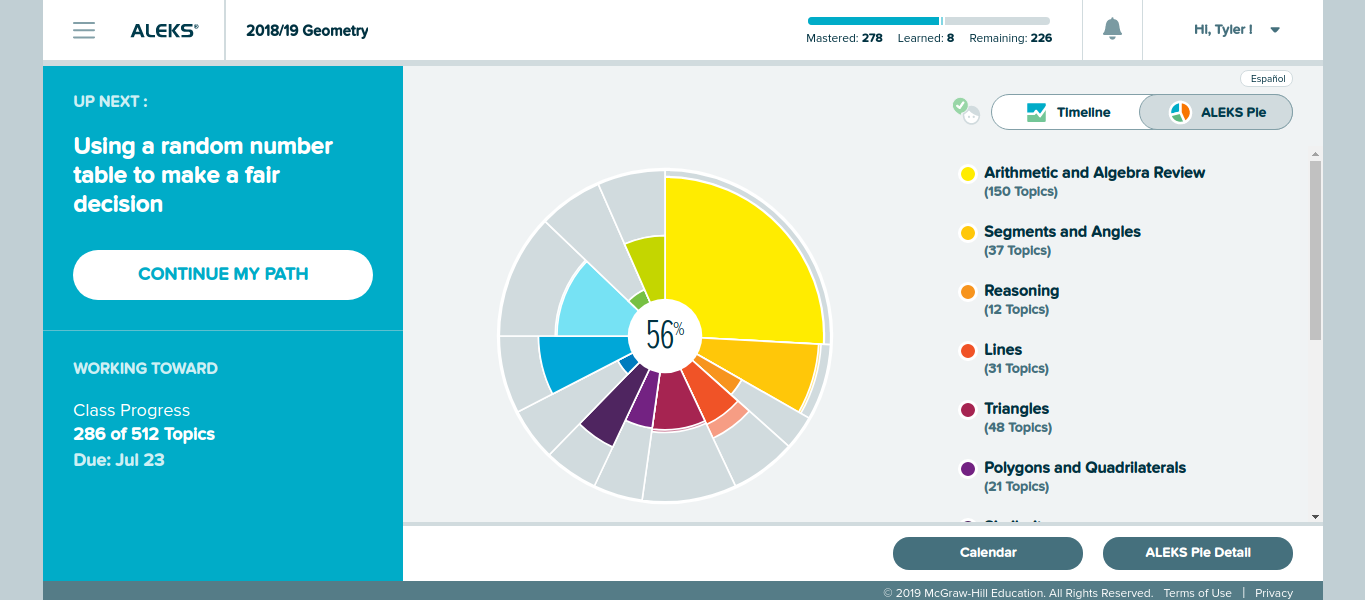 ALEKS®
2018/19 Geometry
Mastered: 278 Learned: 8 Remaining: 226
Hi, Tyler !
UP NEXT :
Using a random number
table to make a fair
decision
CONTINUE MY PATH
WORKING TOWARD
Class Progress
286 of 512 Topics
Due: Jul 23
Español
Timeline
ALEKS Pie
56%
Arithmetic and Algebra Review
(150 Topics)
Segments and Angles
(37 Topics)
Reasoning
(12 Topics)
Lines
(31 Topics)
Triangles
(48 Topics)
Polygons and Quadrilaterals
(21 Topics)
Calendar
ALEKS Pie Detail
© 2019 McGraw-Hill Education. All Rights Reserved. Terms of Use | Privacy